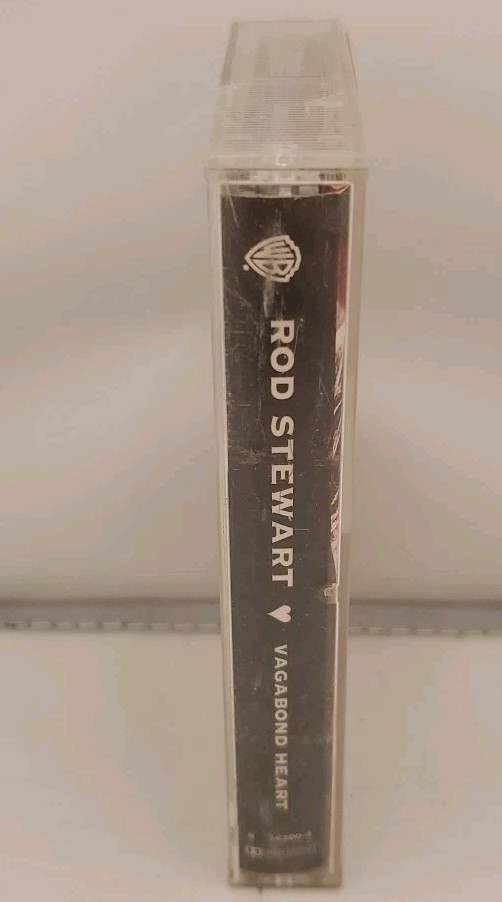 WB
ROD STEWART ♥ VAGABOND HEART